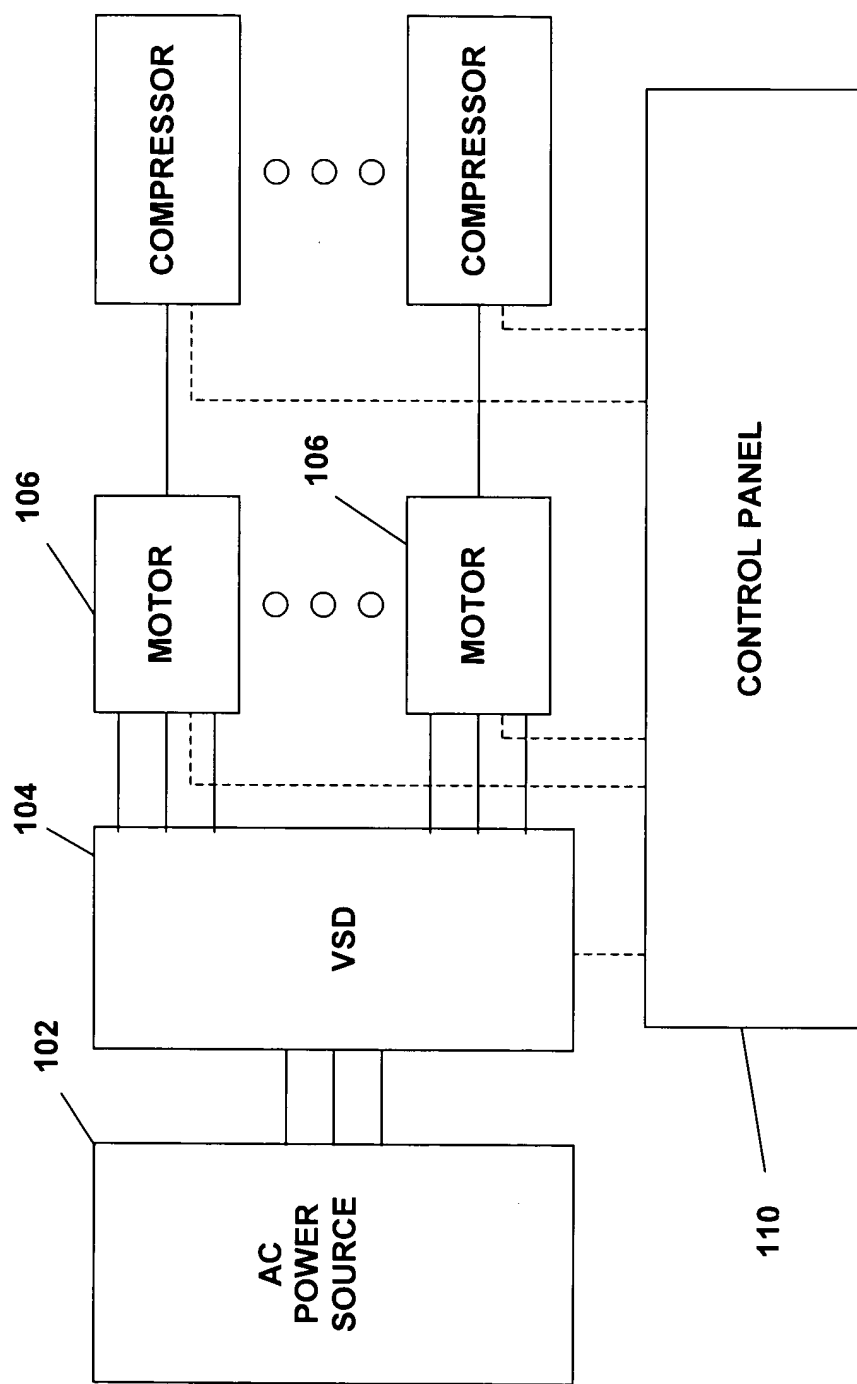 102
104
106
106
AC
POWER
SOURCE
VSD
MOTOR
MOTOR
COMPRESSOR
COMPRESSOR
CONTROL PANEL
110